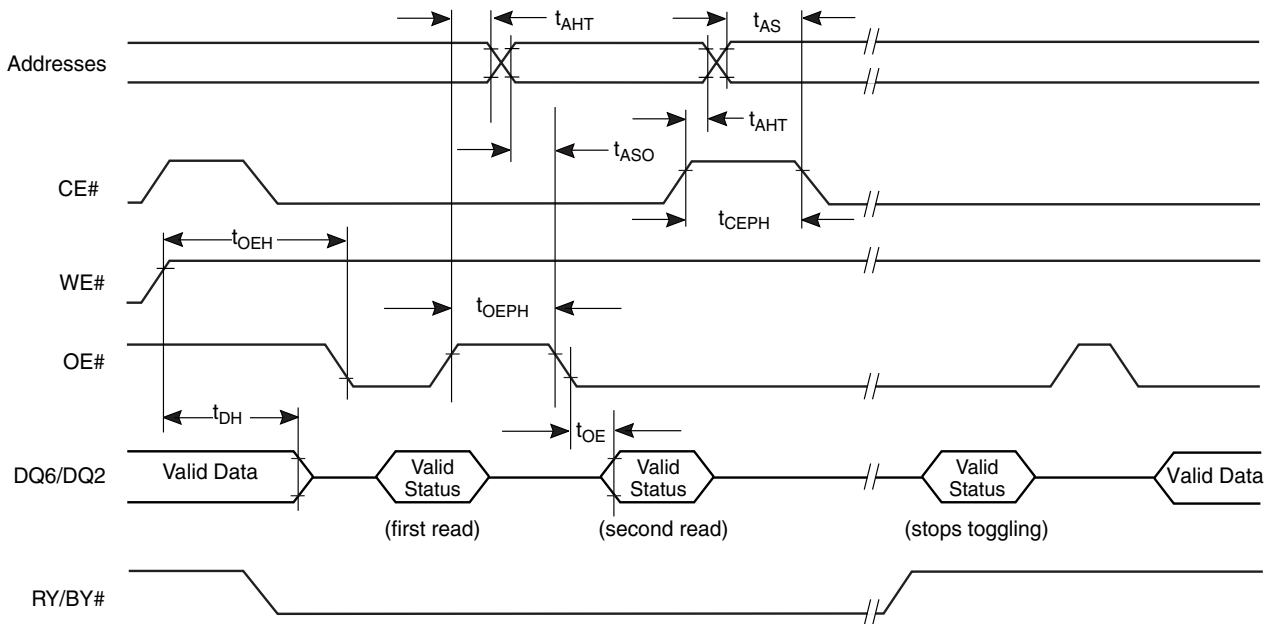 tAHT
tAS
Addresses
tAHT
tASO
CE#
tCEPH
tOEH
WE#
tOEPH
OE#
tDH
tOE
DQ6/DQ2
Valid Data
Valid
Status
Valid
Status
Valid
Status
Valid Data
(first read)
(second read)
(stops toggling)
RY/BY#